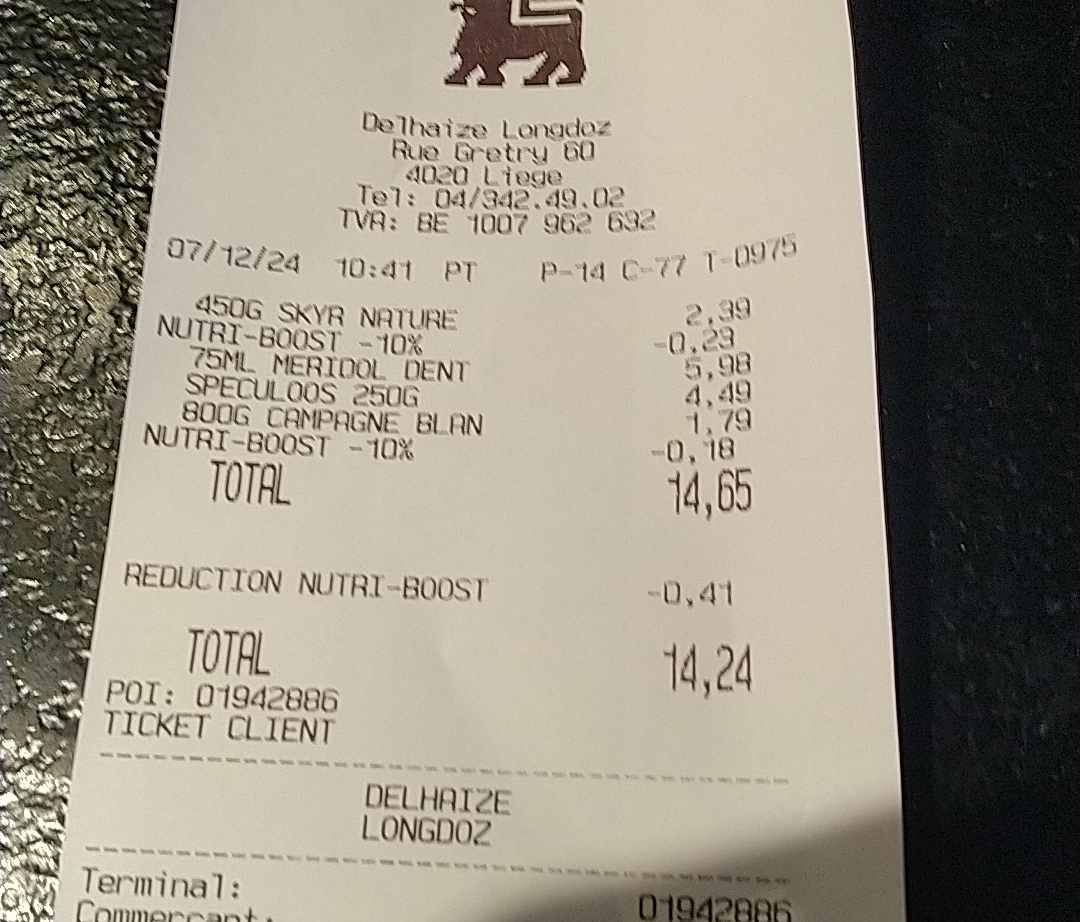 Delhaize Longdoz
Rue Gretry 60
4020 Liege
Tel: 04/342.49.02
TVA: BE 1007 962 632
07/12/24 10:41 PT P-14 C-77 T-0975
450G SKYR NATURE 2,39
NUTRI-BOOST -10% -0,23
75ML MERIDOL DENT 5,98
SPECULOOS 250G 4,49
800G CAMPAGNE BLAN 1,79
NUTRI-BOOST -10% -0,18
TOTAL 14,65
REDUCTION NUTRI-BOOST -0,41
TOTAL 14,24
POI: 01942886
TICKET CLIENT
DELHAIZE
LONGDOZ
Terminal: 01942886
Commercant: